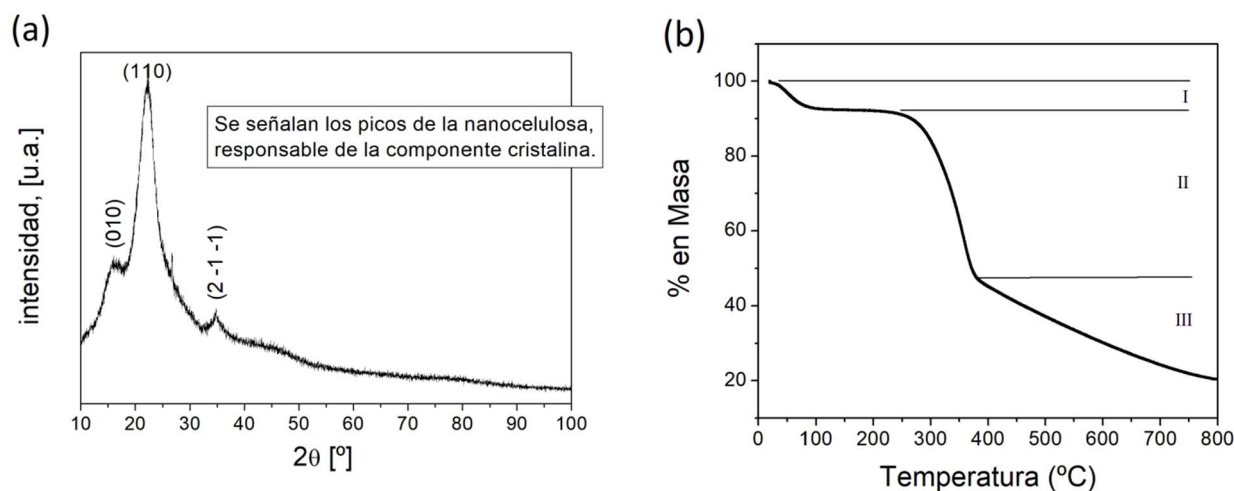 (a)
(110)
Se señalan los picos de la nanocelulosa,
responsable de la componente cristalina.
(010)
(2 -1 -1)
intensidad, [u.a.]
10 20 30 40 50 60 70 80 90 100
2θ [º]
(b)
100
80
60
40
20
% en Masa
I
II
III
0 100 200 300 400 500 600 700 800
Temperatura (ºC)